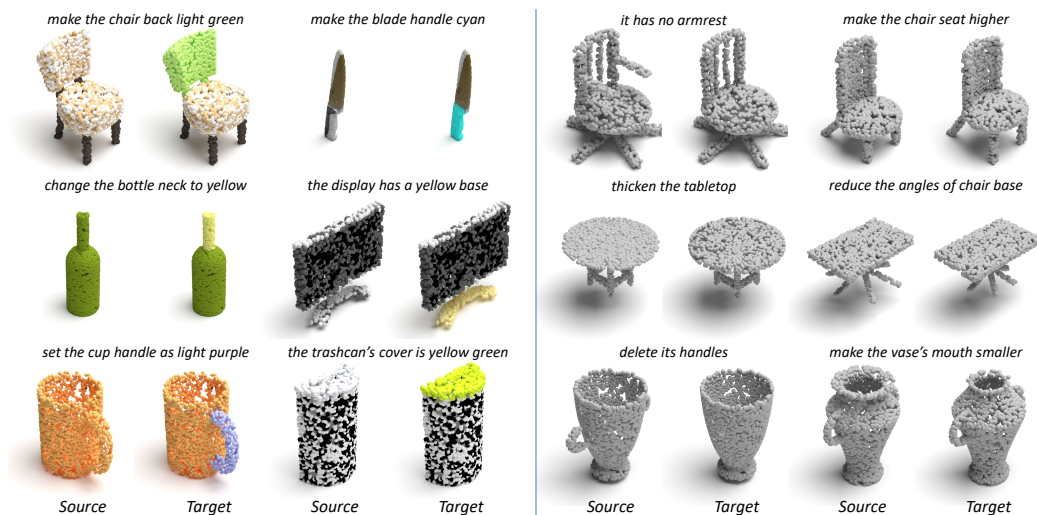 make the chair back light green
make the blade handle cyan
it has no armrest
make the chair seat higher
change the bottle neck to yellow
the display has a yellow base
thicken the tabletop
reduce the angles of chair base
set the cup handle as light purple
the trashcan's cover is yellow green
delete its handles
make the vase's mouth smaller
Source
Target
Source
Target
Source
Target
Source
Target